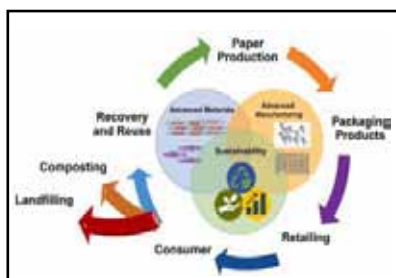 Paper
Production
Advanced Materials
Advanced
Manufacturing
Recovery
and Reuse
Packaging
Products
Sustainability
Composting
Landfilling
Retailing
Consumer